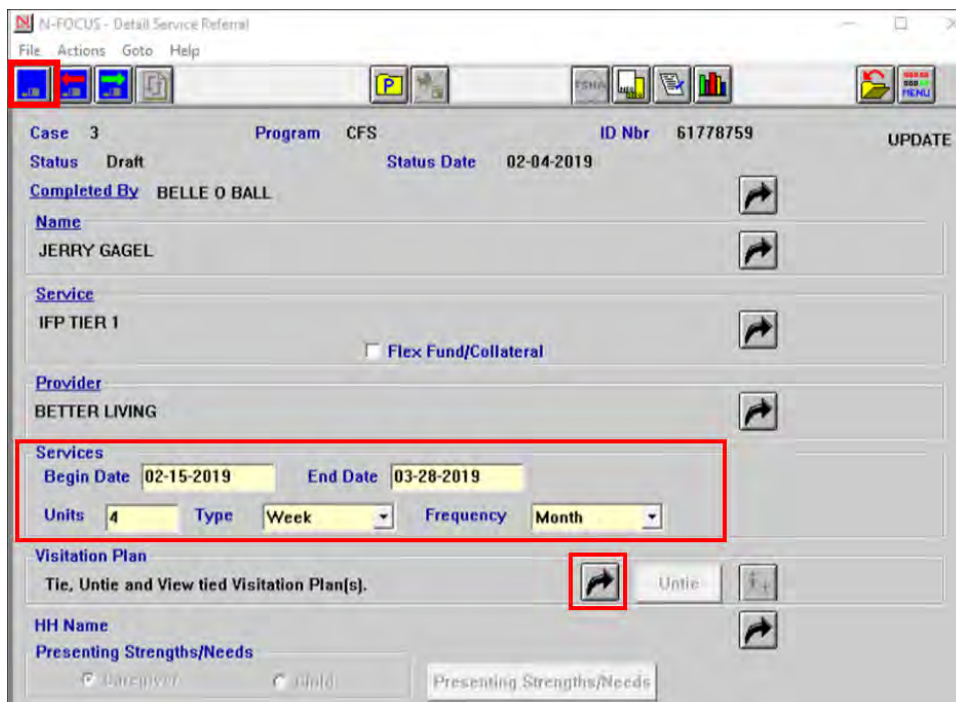 N-FOCUS - Detail Service Referral
File Actions Goto Help
P MENU
Case 3 Program CFS ID Nbr 61778759 UPDATE
Status Draft Status Date 02-04-2019
Completed By BELLE O BALL
Name
JERRY GAGEL
Service
IFP TIER 1
Flex Fund/Collateral
Provider
BETTER LIVING
Services
Begin Date 02-15-2019 End Date 03-28-2019
Units 4 Type Week Frequency Month
Visitation Plan
Tie, Untie and View tied Visitation Plan(s). Untie
HH Name
Presenting Strengths/Needs
Caregiver Child Presenting Strengths/Needs